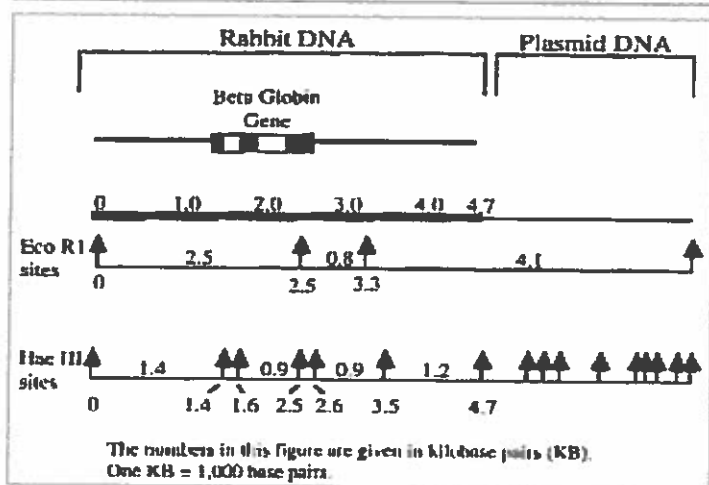 Rabbit DNA Plasmid DNA
Beta Globin
Gene
0 1.0 2.0 3.0 4.0 4.7
Eco R1
sites
2.5 0.8 4.1
0 2.5 3.3
Hae III
sites
1.4 0.9 0.9 1.2
0 1.4 1.6 2.5 2.6 3.5 4.7
The numbers in this figure are given in kilobase pairs (KB).
One KB = 1,000 base pairs.